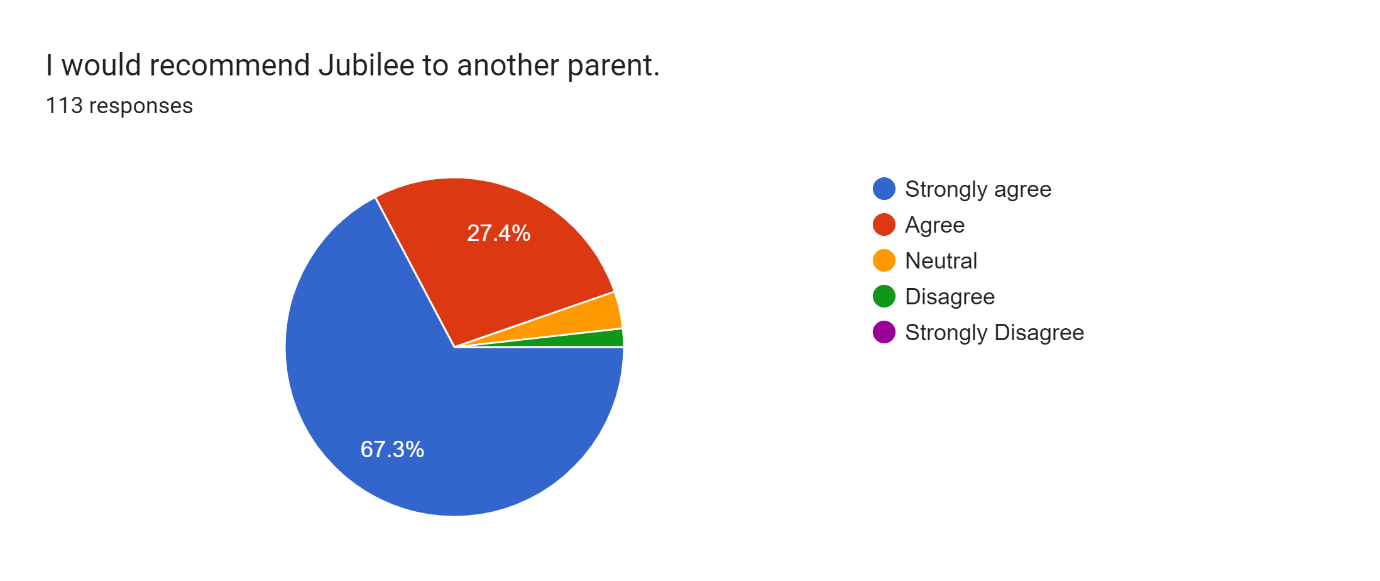 I would recommend Jubilee to another parent.
113 responses
27.4%
67.3%
Strongly agree
Agree
Neutral
Disagree
Strongly Disagree